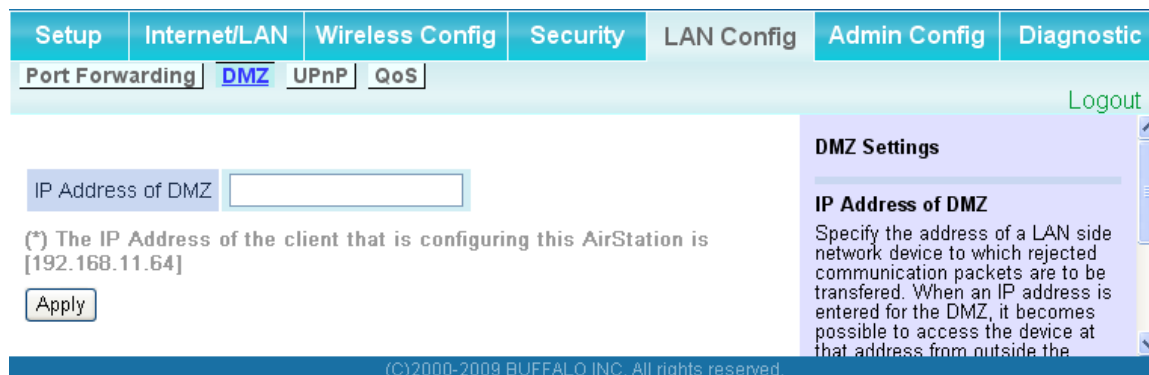 Setup Internet/LAN Wireless Config Security LAN Config Admin Config Diagnostic
Port Forwarding DMZ UPnP QoS
Logout
IP Address of DMZ
(*) The IP Address of the client that is configuring this AirStation is
[192.168.11.64]
Apply
DMZ Settings
IP Address of DMZ
Specify the address of a LAN side
network device to which rejected
communication packets are to be
transfered. When an IP address is
entered for the DMZ, it becomes
possible to access the device at
that address from outside the
(C)2000-2009 BUFFALO INC. All rights reserved.